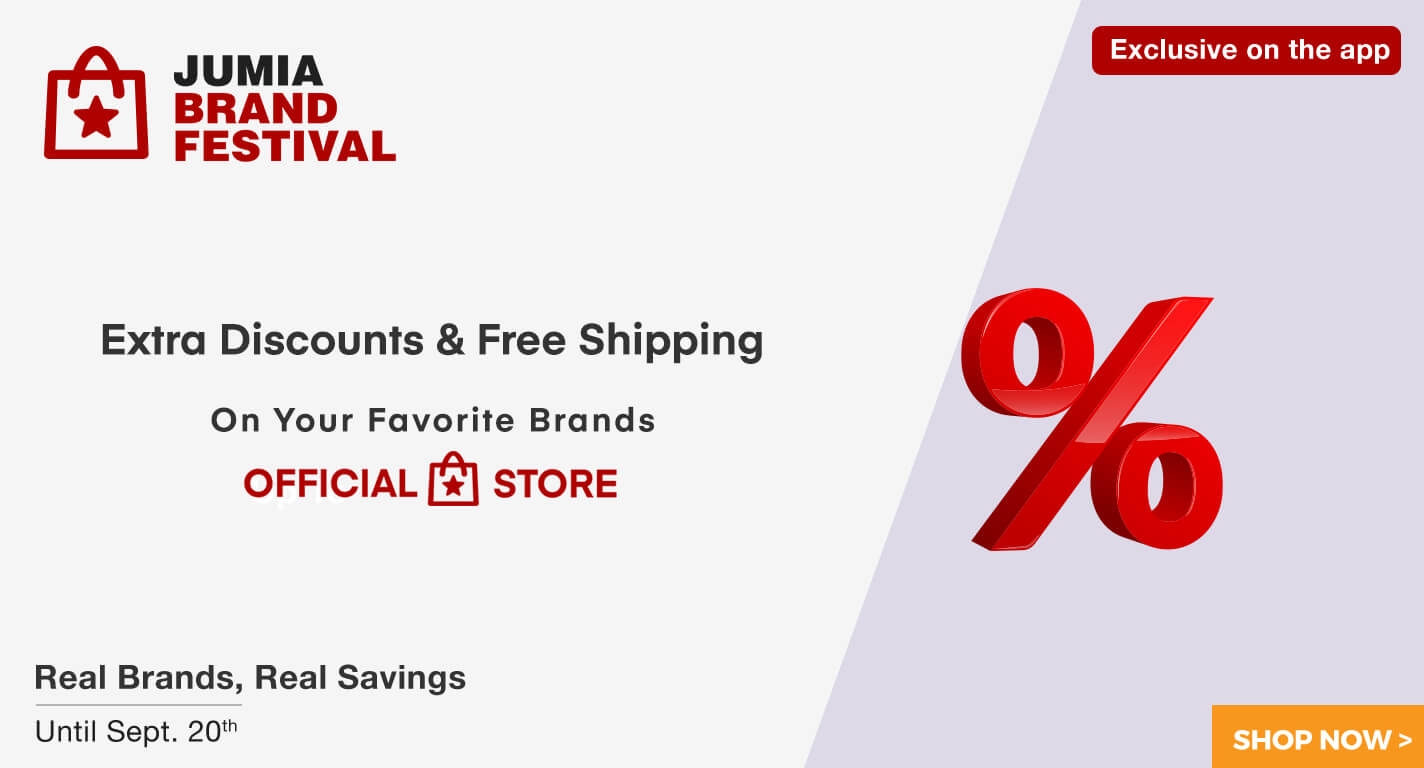 JUMIA
BRAND
FESTIVAL
Exclusive on the app
Extra Discounts & Free Shipping
On Your Favorite Brands
OFFICIAL STORE
%
Real Brands, Real Savings
Until Sept. 20th
SHOP NOW >